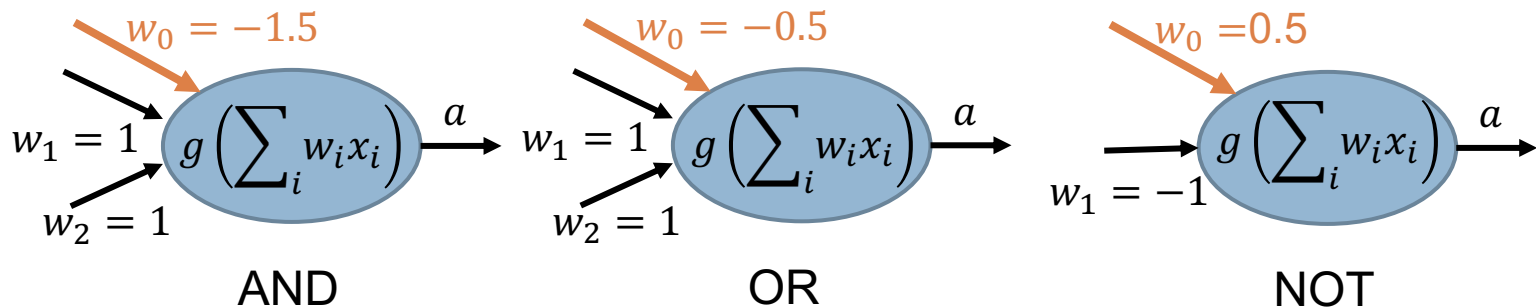 w₀ = −1.5
w₁ = 1
w₂ = 1
g(∑ᵢ wᵢxᵢ)
a
AND
w₀ = −0.5
w₁ = 1
w₂ = 1
g(∑ᵢ wᵢxᵢ)
a
OR
w₀ =0.5
w₁ = −1
g(∑ᵢ wᵢxᵢ)
a
NOT